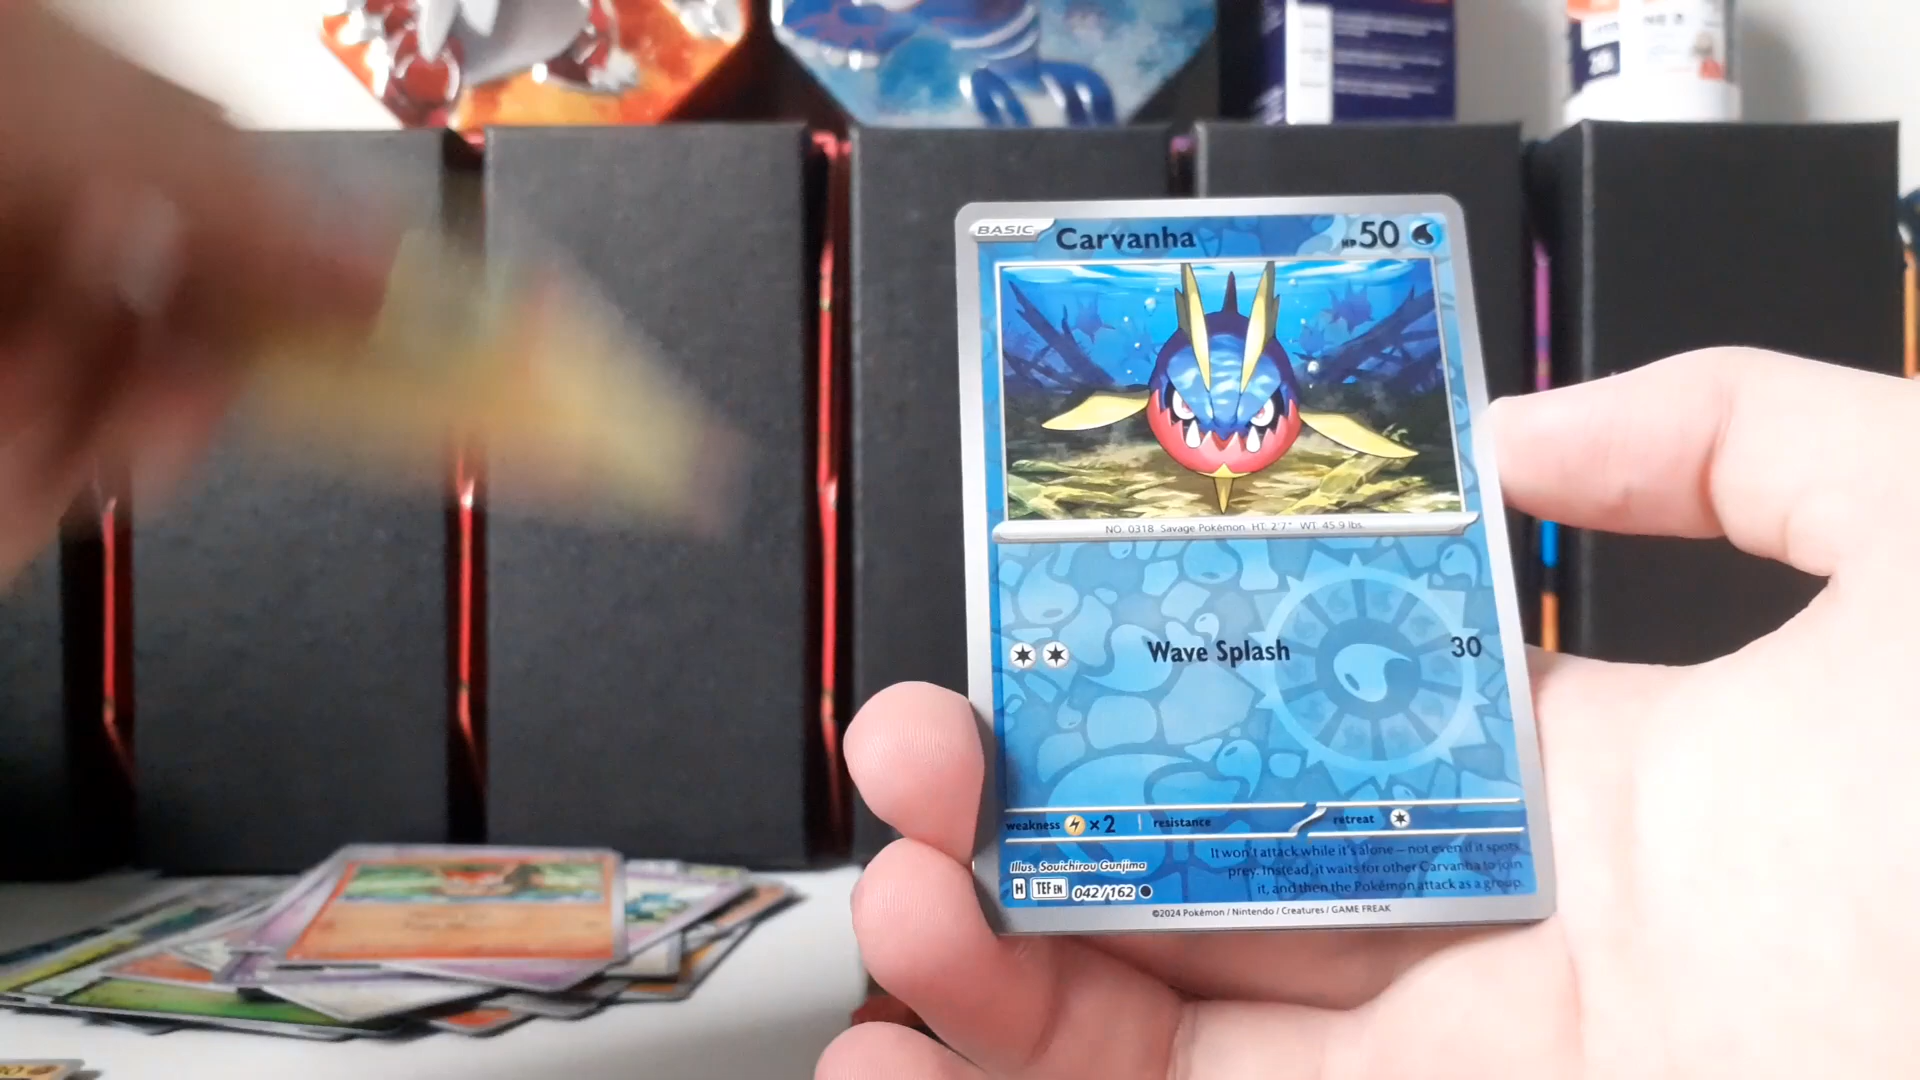 BASIC Carvanha HP 50
NO. 0318 Savage Pokémon HT: 2'7" WT: 45.9 lbs.
Wave Splash 30
weakness ×2 resistance retreat
Illus. Souichirou Gunjima
It won't attack while it's alone—not even if it spots
prey. Instead, it waits for other Carvanha to join
it, and then the Pokémon attack as a group.
H TEF EN 042/162
©2024 Pokémon / Nintendo / Creatures / GAME FREAK